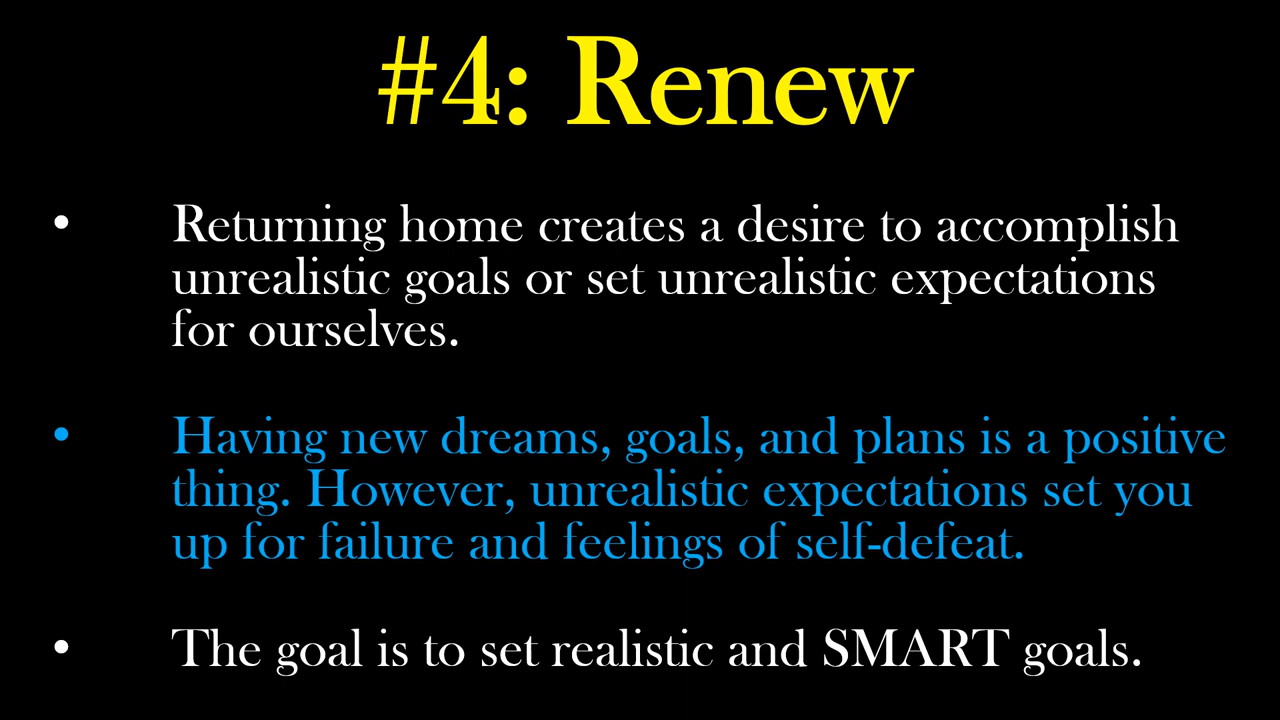 #4: Renew
• Returning home creates a desire to accomplish
unrealistic goals or set unrealistic expectations
for ourselves.
• Having new dreams, goals, and plans is a positive
thing. However, unrealistic expectations set you
up for failure and feelings of self-defeat.
• The goal is to set realistic and SMART goals.